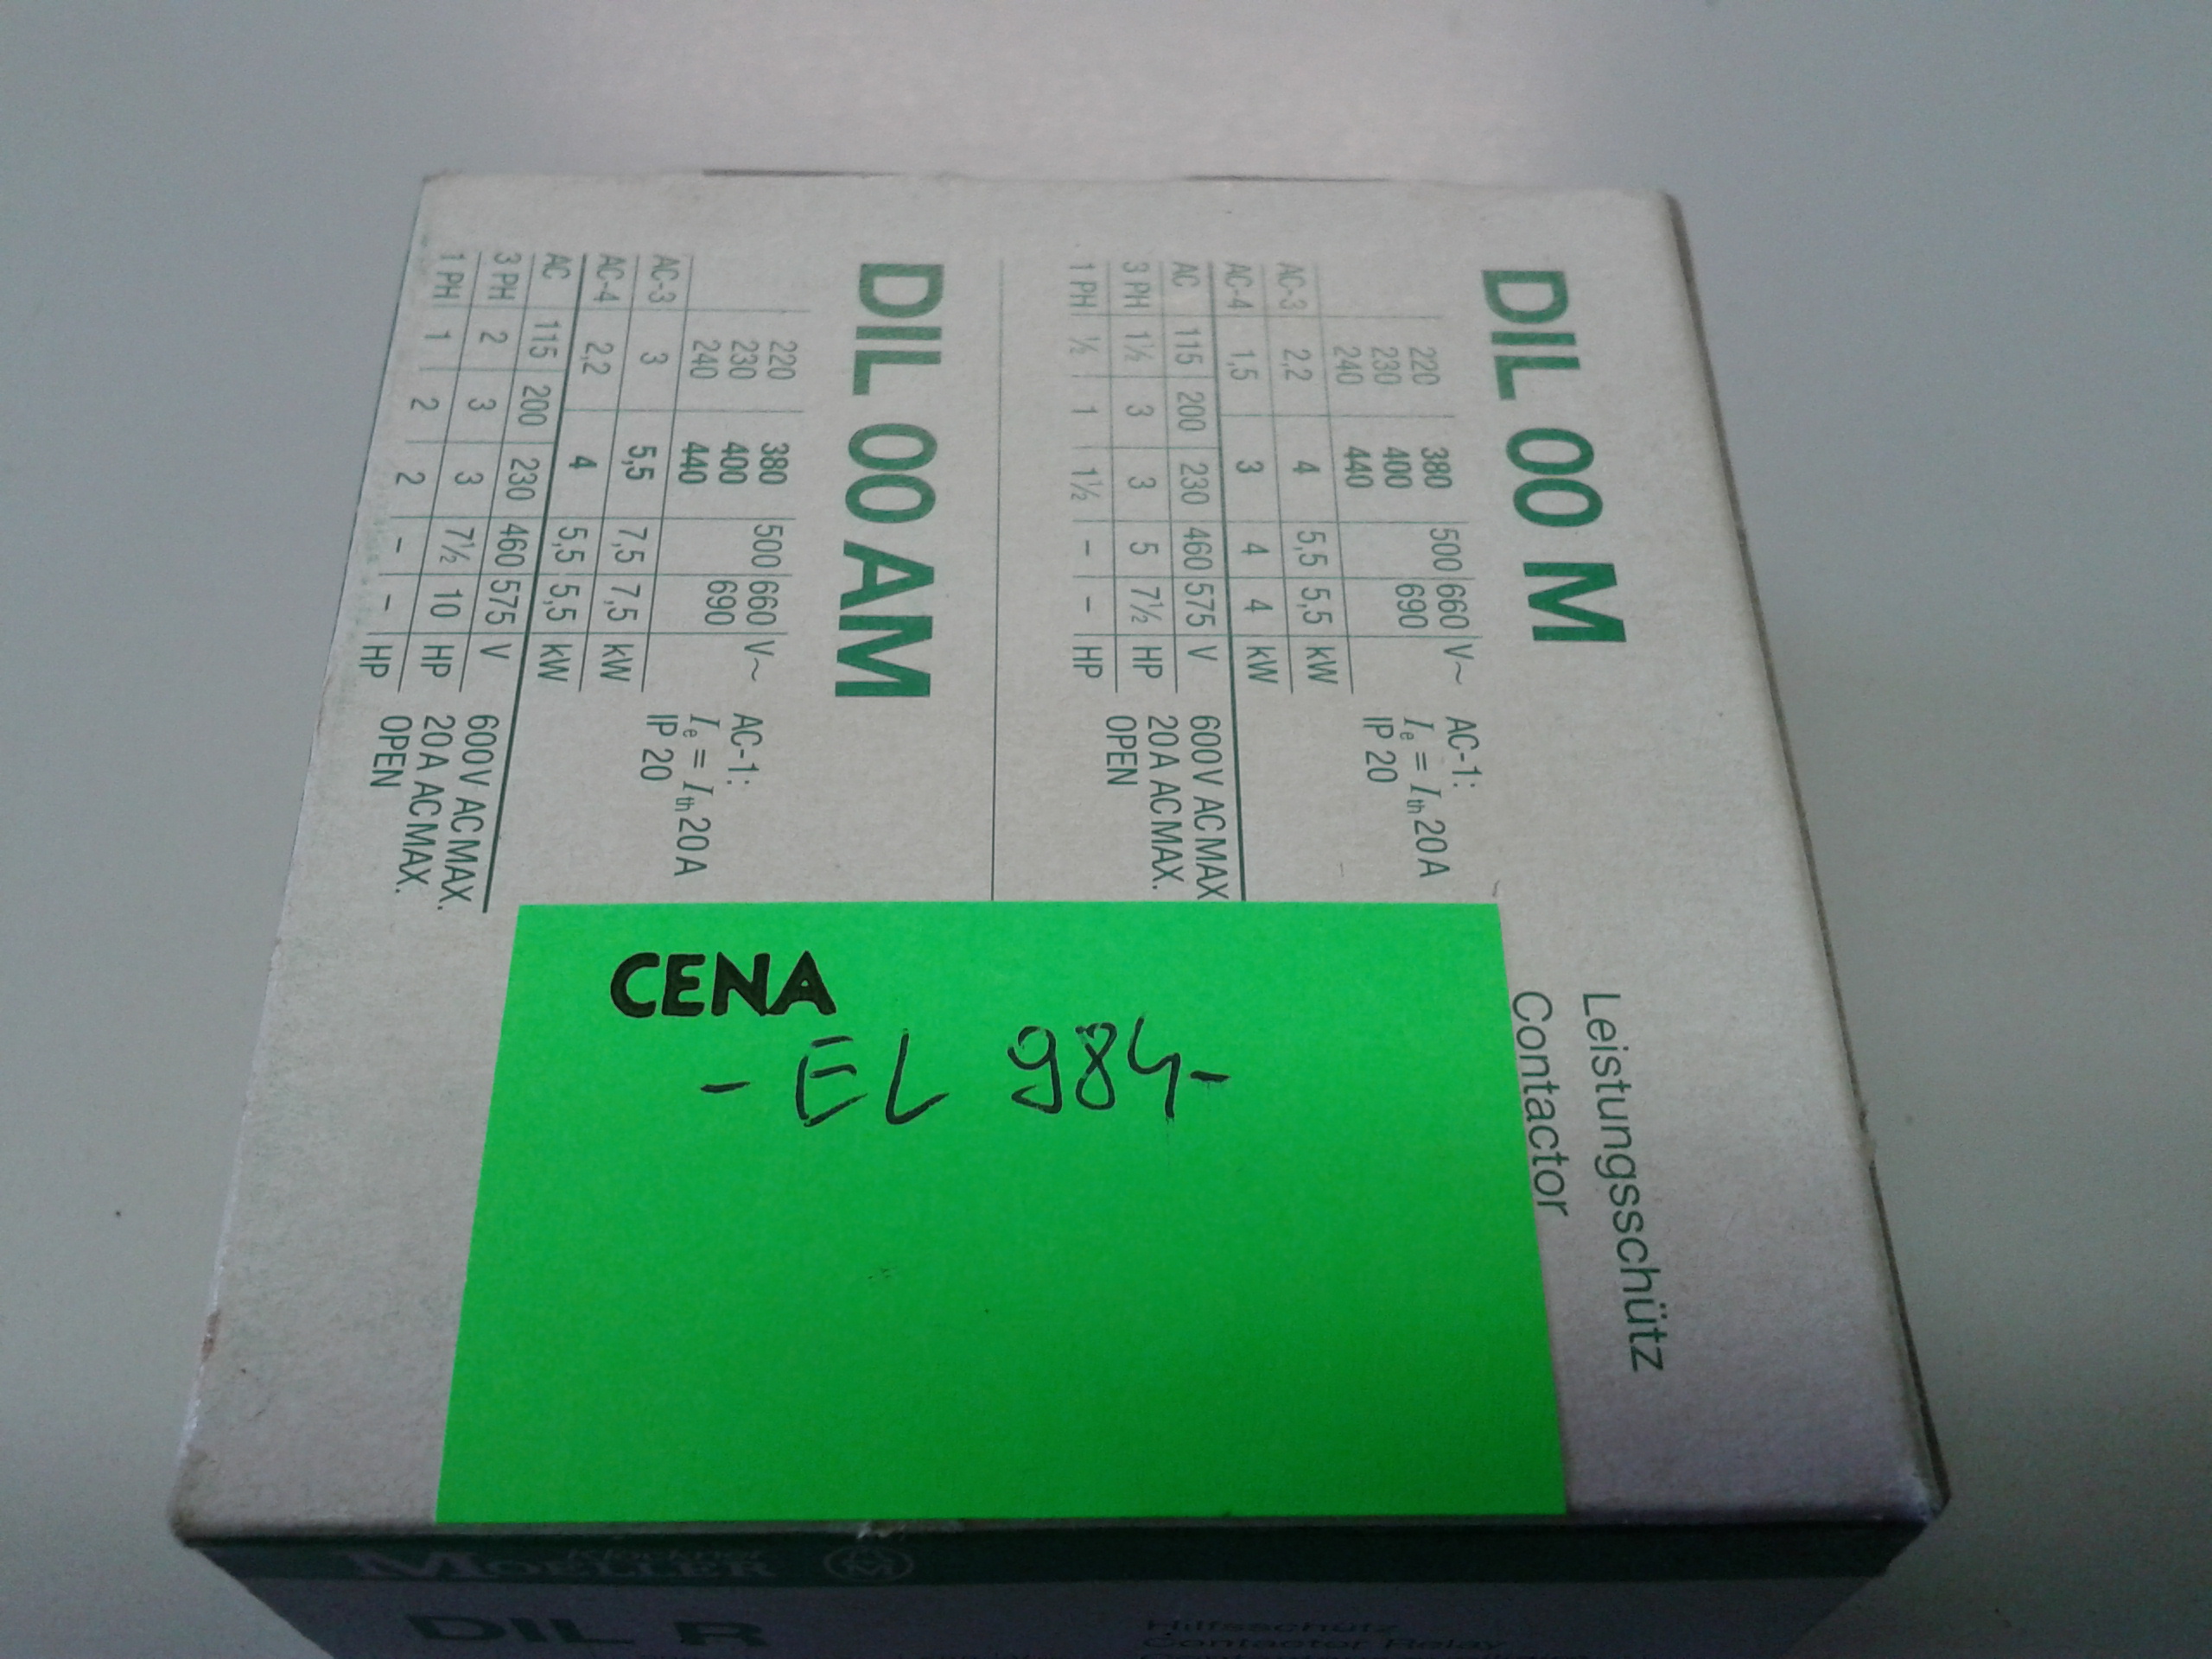 DIL 00 M
Leistungsschütz
Contactor
220 380 500 660 V~ AC-1:
230 400 690 Ie = Ith 20A
240 440 IP 20
AC-3 2,2 4 5,5 5,5 kW
AC-4 1,5 3 4 4 kW
AC 115 200 230 460 575 V 600V AC MAX
3 PH 1½ 3 3 5 7½ HP 20A AC MAX.
1 PH ½ 1 1½ – – HP OPEN
DIL 00 AM
220 380 500 660 V~ AC-1:
230 400 690 Ie = Ith 20A
240 440 IP 20
AC-3 3 5,5 7,5 7,5 kW
AC-4 2,2 4 5,5 5,5 kW
AC 115 200 230 460 575 V 600V AC MAX.
3 PH 2 3 3 7½ 10 HP 20A AC MAX.
1 PH 1 2 2 – – HP OPEN
CENA
- EL 984-
Klöckner
MOELLER
DIL R
Hilfsschütz
Contactor Relay